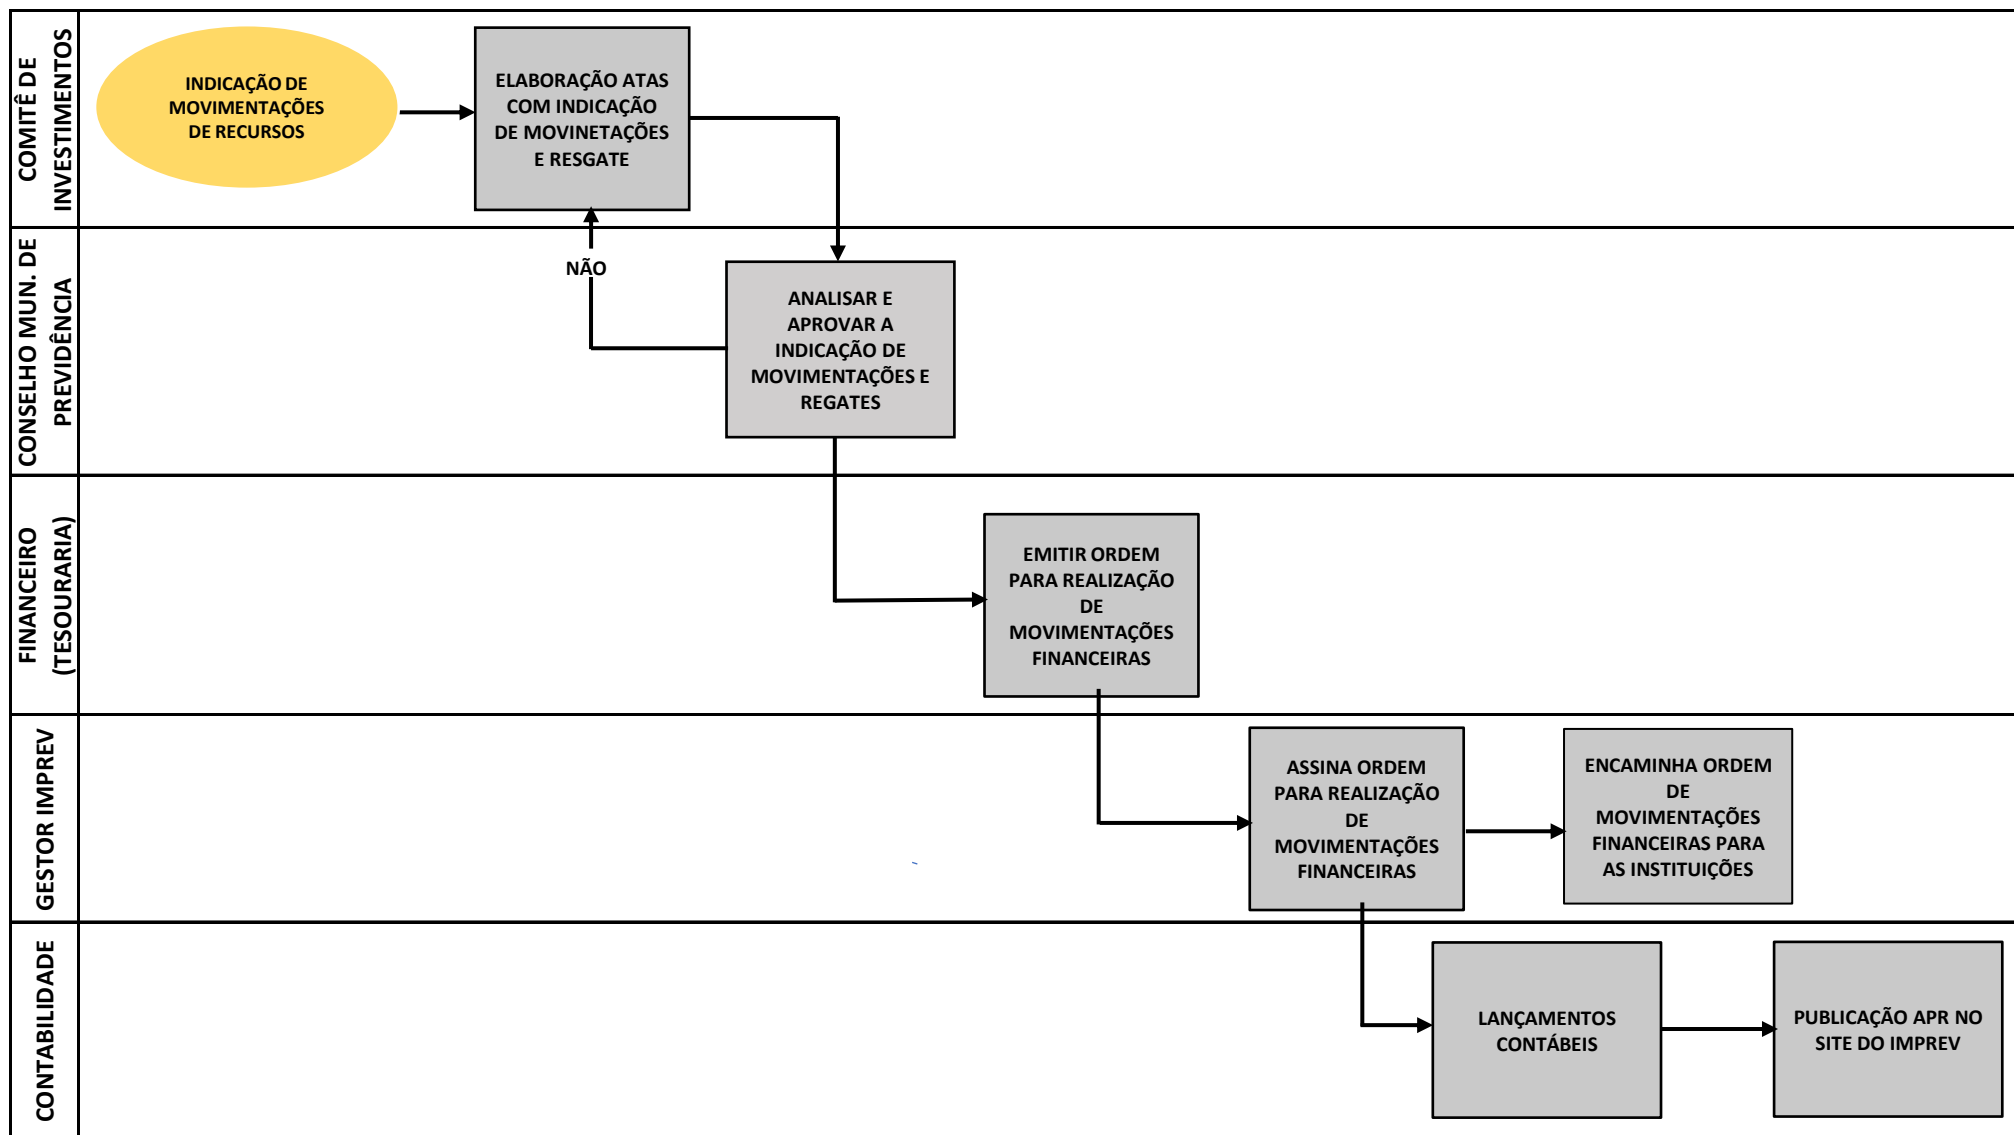 COMITÊ DE
INVESTIMENTOS
INDICAÇÃO DE
MOVIMENTAÇÕES
DE RECURSOS
ELABORAÇÃO ATAS
COM INDICAÇÃO
DE MOVINETAÇÕES
E RESGATE
CONSELHO MUN. DE
PREVIDÊNCIA
NÃO
ANALISAR E
APROVAR A
INDICAÇÃO DE
MOVIMENTAÇÕES E
REGATES
FINANCEIRO
(TESOURARIA)
EMITIR ORDEM
PARA REALIZAÇÃO
DE
MOVIMENTAÇÕES
FINANCEIRAS
GESTOR IMPREV
ASSINA ORDEM
PARA REALIZAÇÃO
DE
MOVIMENTAÇÕES
FINANCEIRAS
ENCAMINHA ORDEM
DE
MOVIMENTAÇÕES
FINANCEIRAS PARA
AS INSTITUIÇÕES
CONTABILIDADE
LANÇAMENTOS
CONTÁBEIS
PUBLICAÇÃO APR NO
SITE DO IMPREV